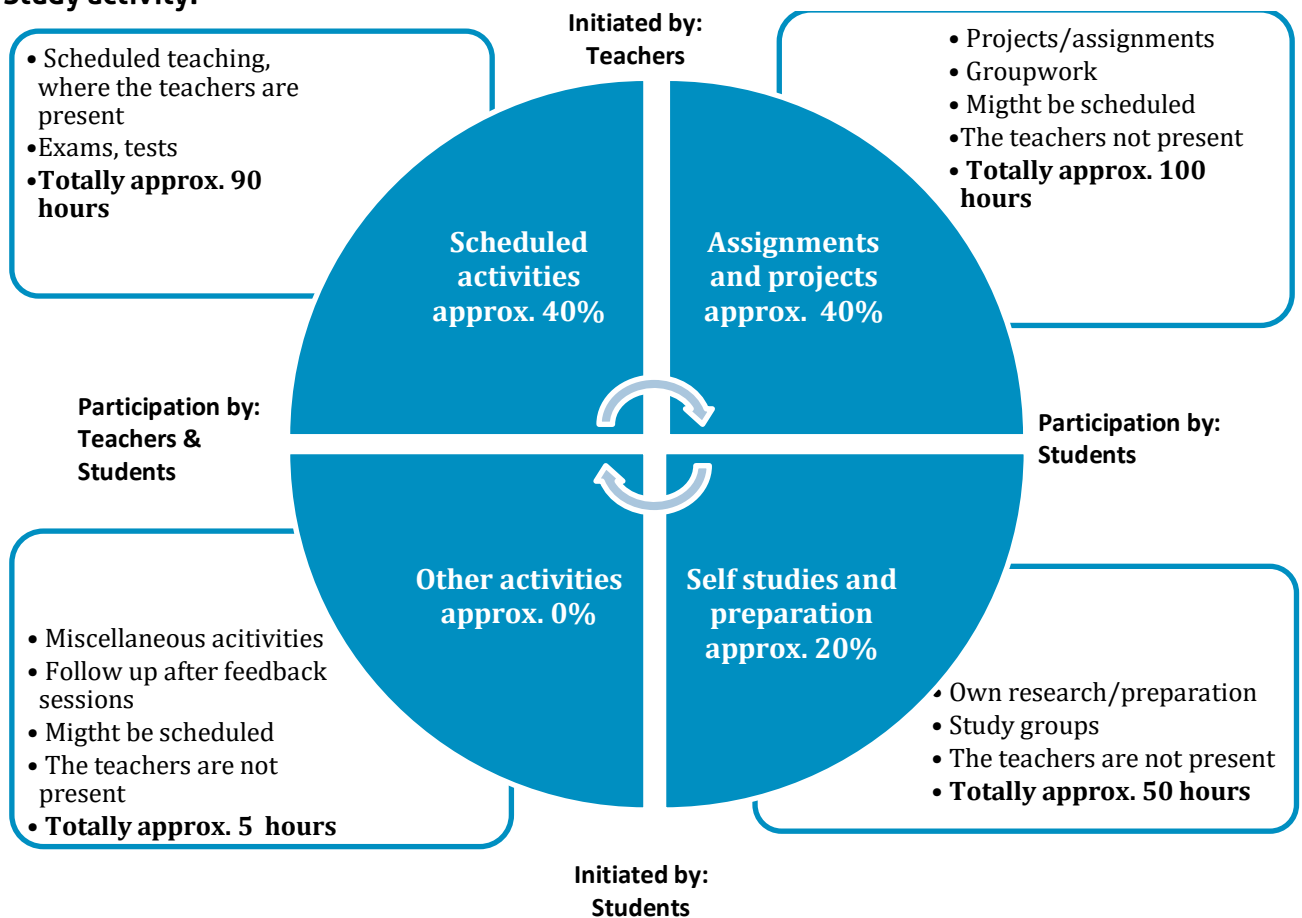 Study activity:
Initiated by:
Teachers
• Scheduled teaching,
where the teachers are
present
•Exams, tests
•Totally approx. 90
hours
• Projects/assignments
• Groupwork
• Migtht be scheduled
•The teachers not present
• Totally approx. 100
hours
Scheduled
activities
approx. 40%
Assignments
and projects
approx. 40%
Participation by:
Teachers &
Students
Participation by:
Students
Other activities
approx. 0%
Self studies and
preparation
approx. 20%
• Miscellaneous acitivities
• Follow up after feedback
sessions
• Migtht be scheduled
• The teachers are not
present
• Totally approx. 5 hours
• Own research/preparation
• Study groups
• The teachers are not present
• Totally approx. 50 hours
Initiated by:
Students